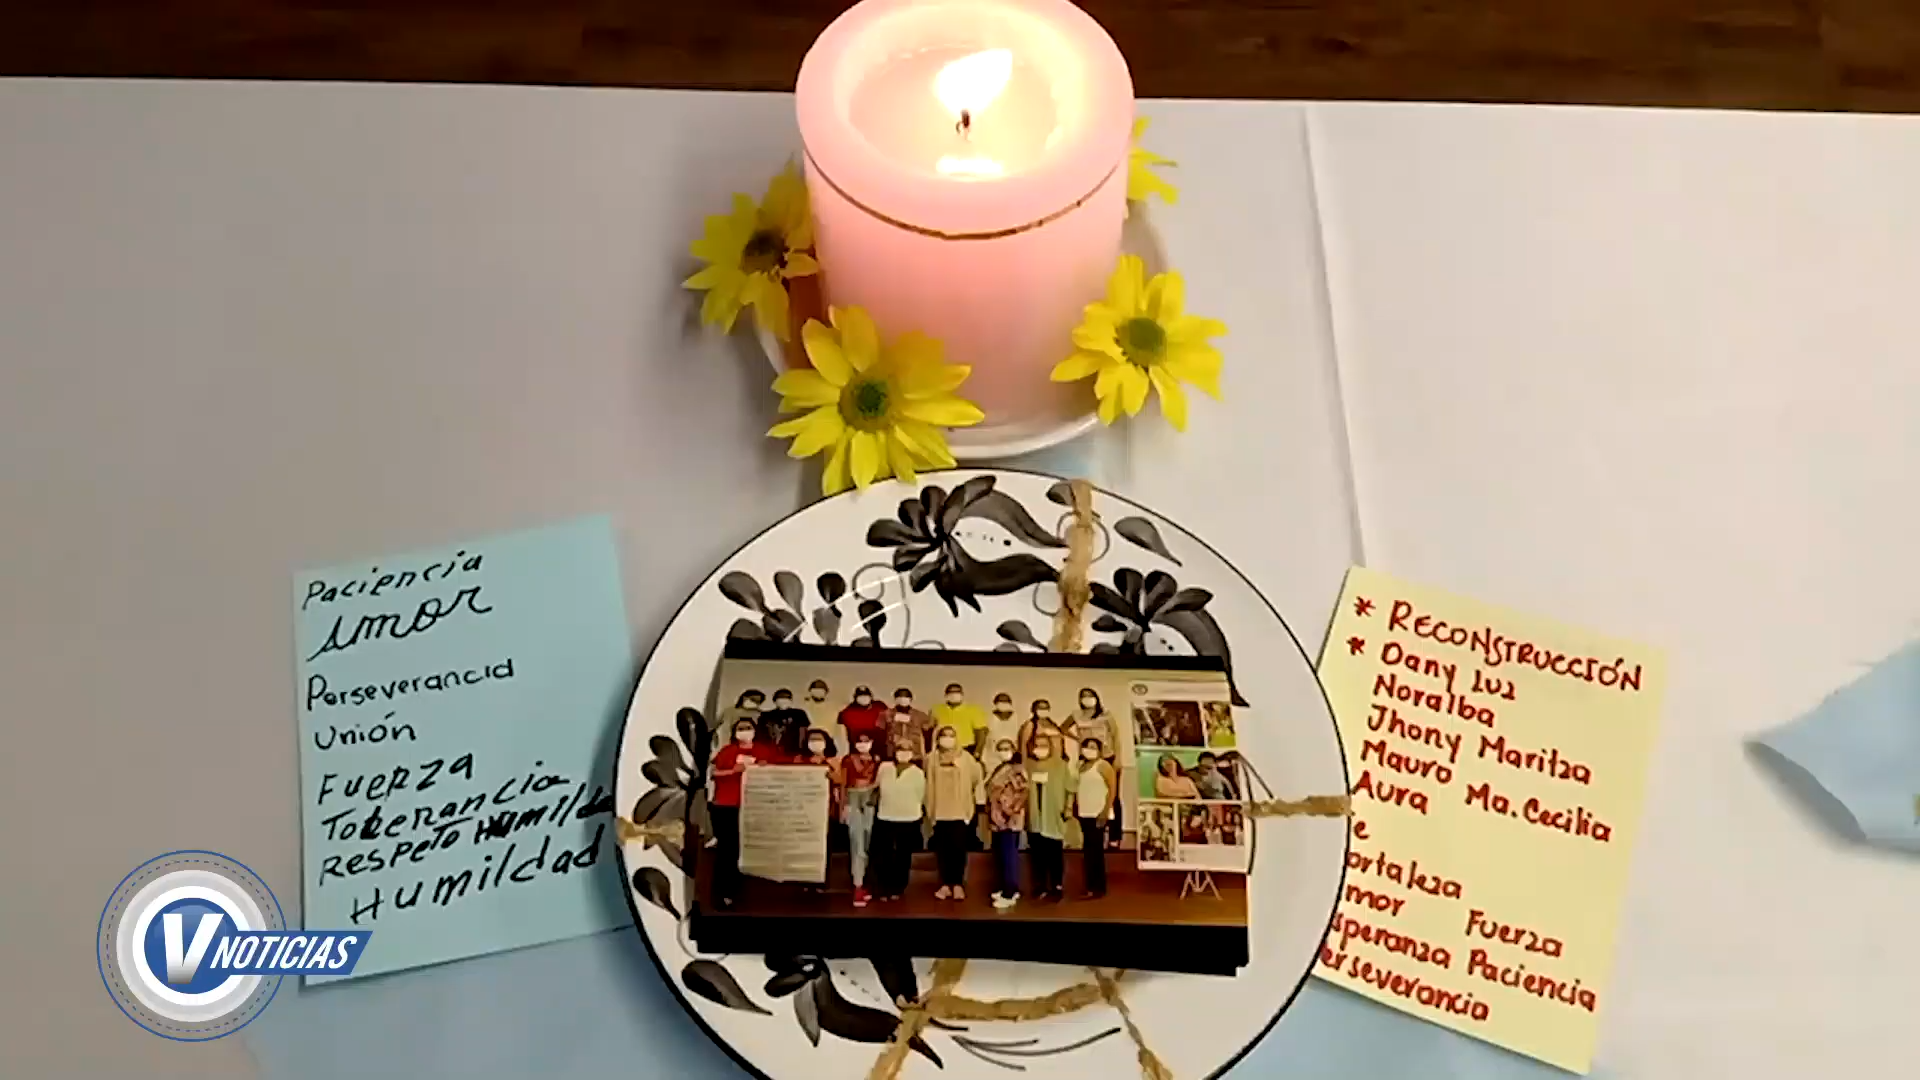 Paciencia
Amor
Perseverancia
Unión
Fuerza
Tolerancia
Respeto Humilda
Humildad
* RECONSTRUCCIÓN
* Dany Luz
Noralba
Jhony Maritza
Mauro Ma. Cecilia
Aura
e
ortaleza
mor Fuerza
speranza Paciencia
erseverancia
V NOTICIAS